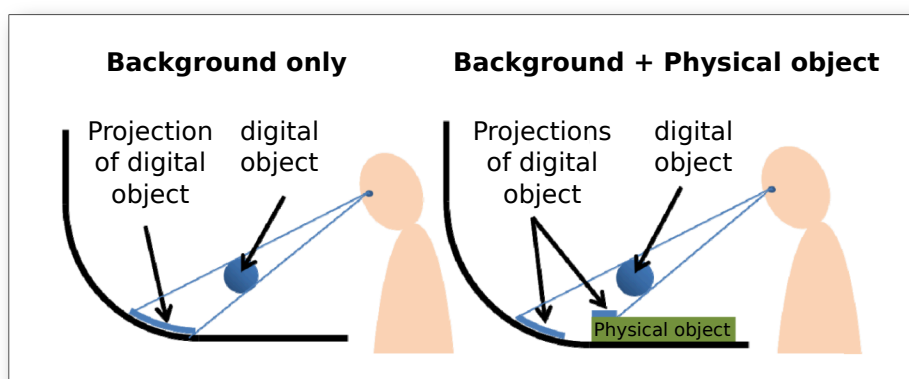 Background only
Projection
of digital
object
digital
object
Background + Physical object
Projections
of digital
object
digital
object
Physical object